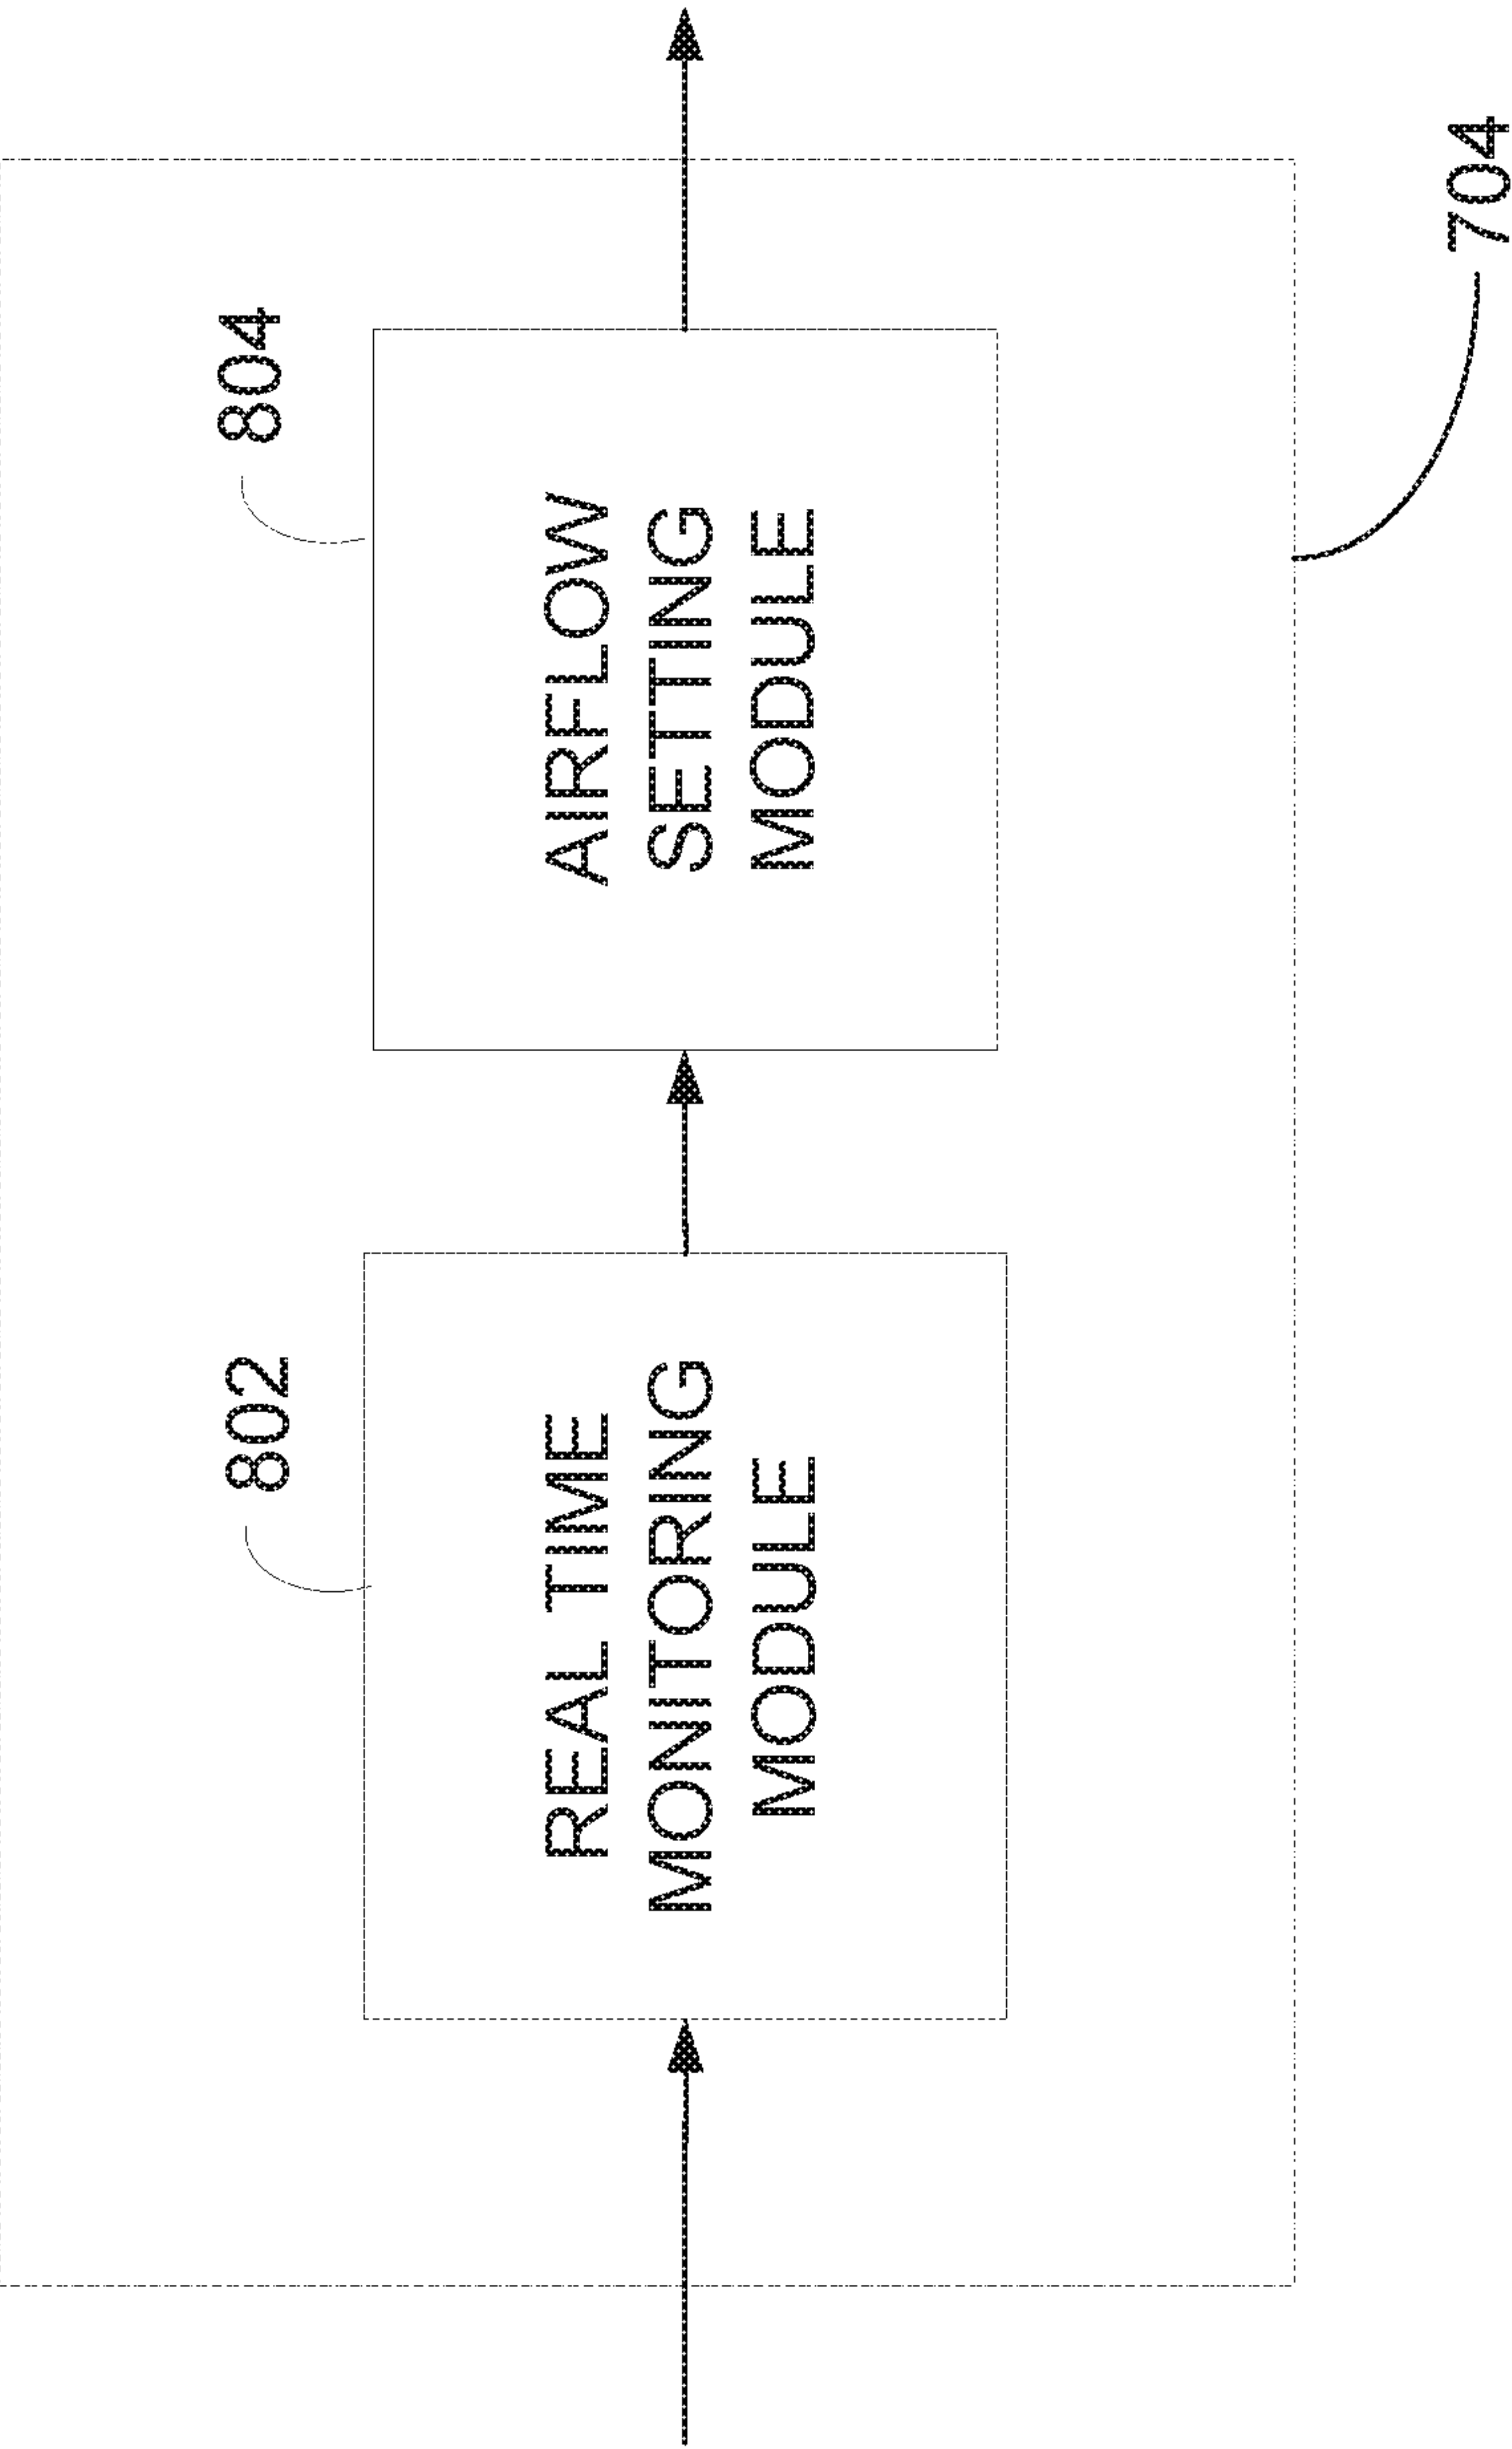 802
804
REAL TIME
MONITORING
MODULE
AIRFLOW
SETTING
MODULE
704